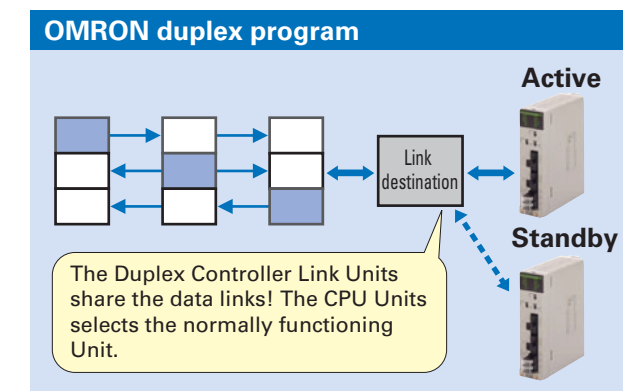 OMRON duplex program
Active
Link
destination
Standby
The Duplex Controller Link Units
share the data links! The CPU Units
selects the normally functioning
Unit.